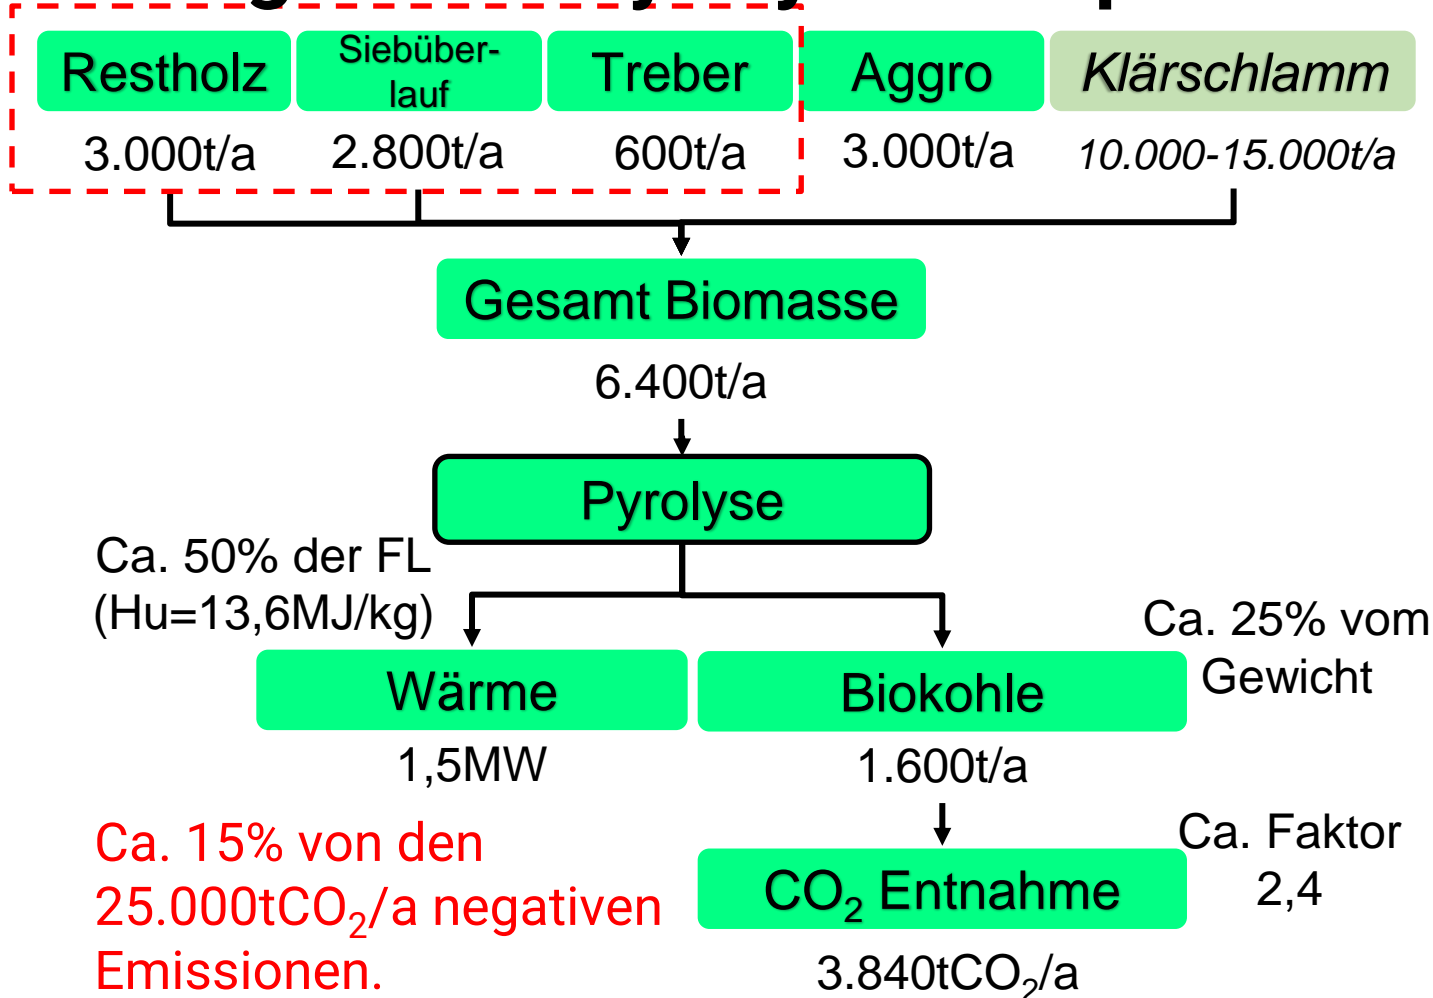 Restholz
Siebüber-
lauf
Treber
Aggro
Klärschlamm
3.000t/a
2.800t/a
600t/a
3.000t/a
10.000-15.000t/a
Gesamt Biomasse
6.400t/a
Pyrolyse
Ca. 50% der FL
(Hu=13,6MJ/kg)
Ca. 25% vom
Gewicht
Wärme
Biokohle
1,5MW
1.600t/a
Ca. 15% von den
25.000tCO₂/a negativen
Emissionen.
Ca. Faktor
2,4
CO₂ Entnahme
3.840tCO₂/a